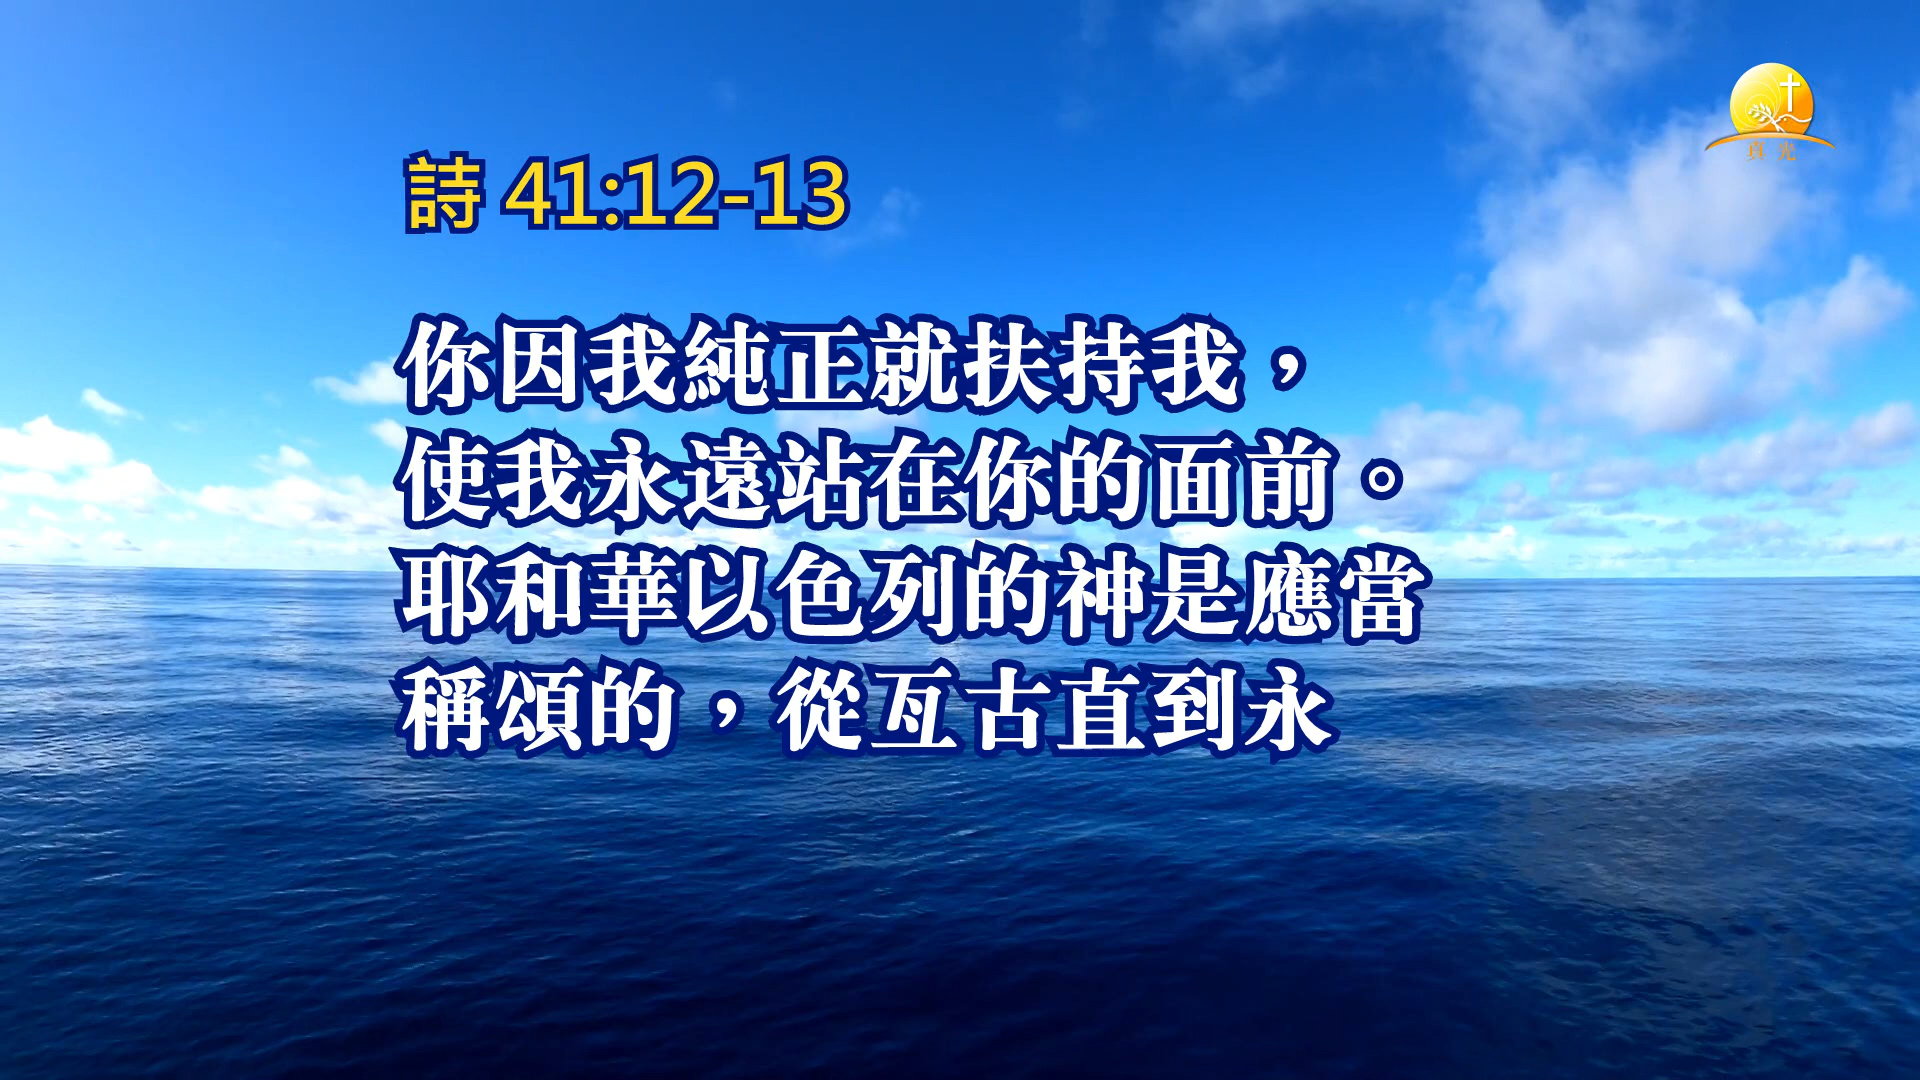 真光
詩 41:12-13
你因我純正就扶持我，
使我永遠站在你的面前。
耶和華以色列的神是應當
稱頌的，從亙古直到永